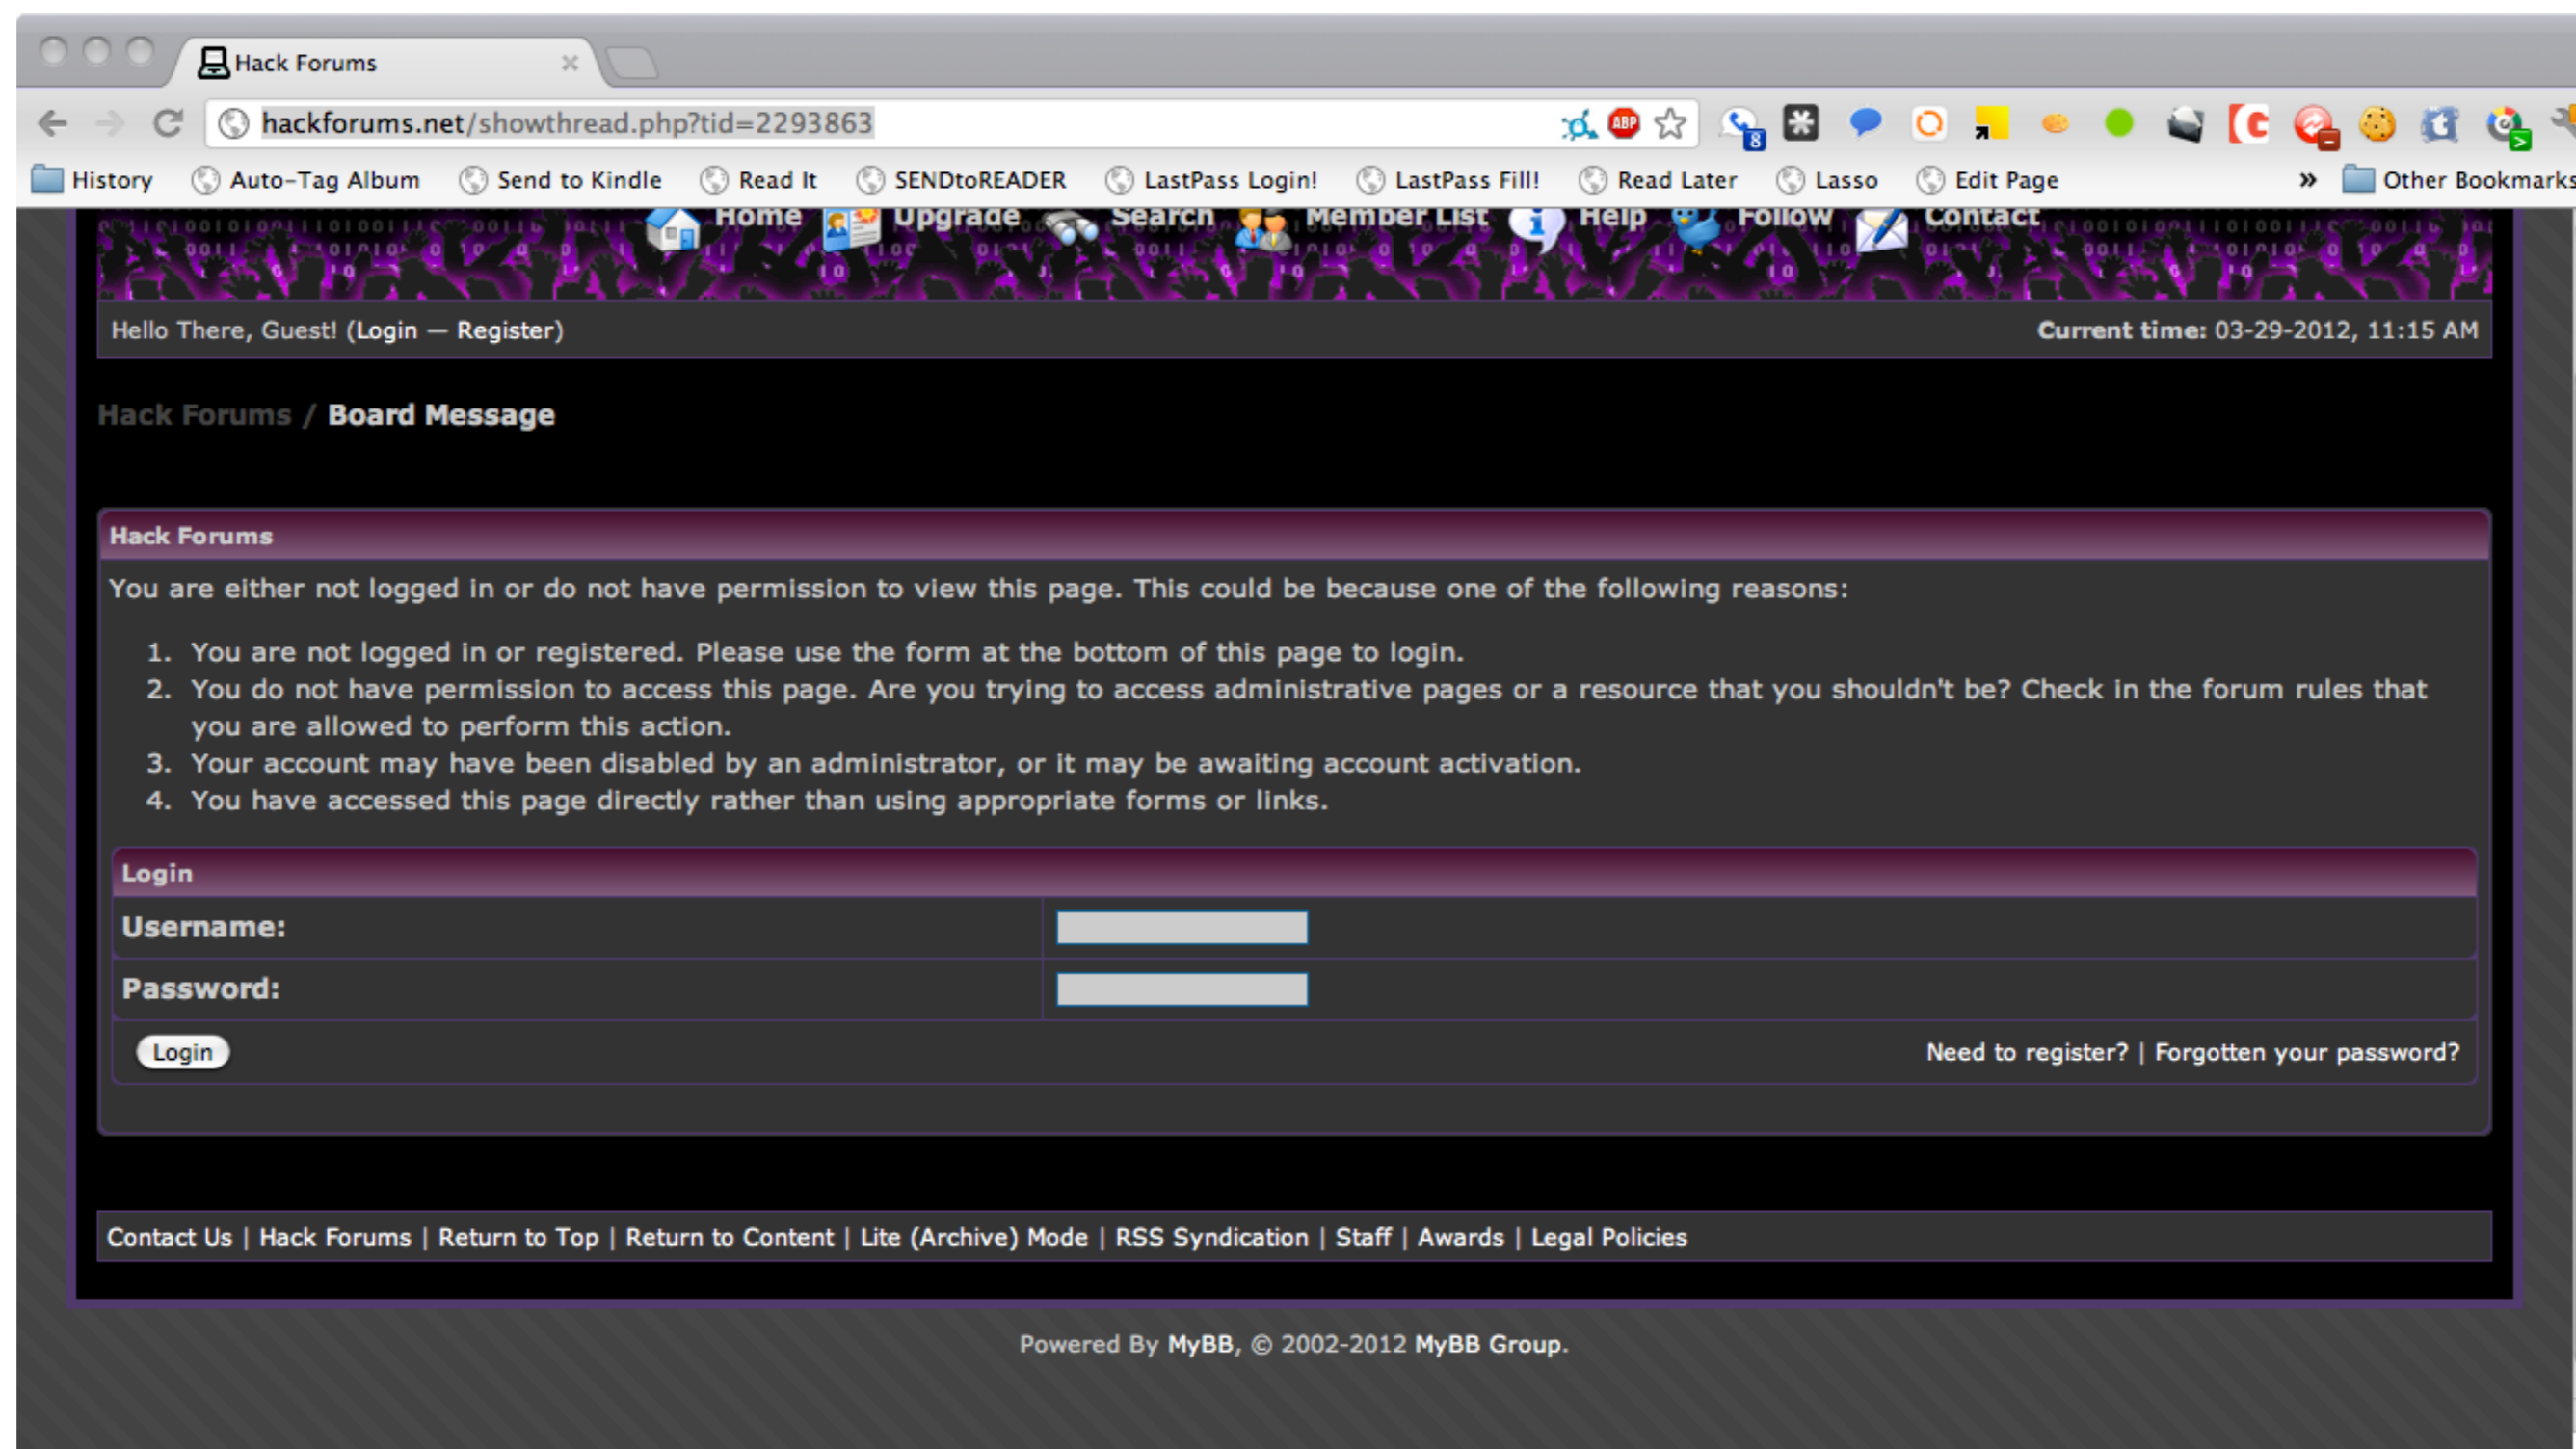 Hack Forums
hackforums.net/showthread.php?tid=2293863
ABP
8
History Auto-Tag Album Send to Kindle Read It SENDtoREADER LastPass Login! LastPass Fill! Read Later Lasso Edit Page » Other Bookmarks
Home Upgrade Search Member List Help Follow Contact
Hello There, Guest! (Login — Register) Current time: 03-29-2012, 11:15 AM
Hack Forums / Board Message
Hack Forums
You are either not logged in or do not have permission to view this page. This could be because one of the following reasons:
1. You are not logged in or registered. Please use the form at the bottom of this page to login.
2. You do not have permission to access this page. Are you trying to access administrative pages or a resource that you shouldn't be? Check in the forum rules that
you are allowed to perform this action.
3. Your account may have been disabled by an administrator, or it may be awaiting account activation.
4. You have accessed this page directly rather than using appropriate forms or links.
Login
Username:
Password:
Login Need to register? | Forgotten your password?
Contact Us | Hack Forums | Return to Top | Return to Content | Lite (Archive) Mode | RSS Syndication | Staff | Awards | Legal Policies
Powered By MyBB, © 2002-2012 MyBB Group.